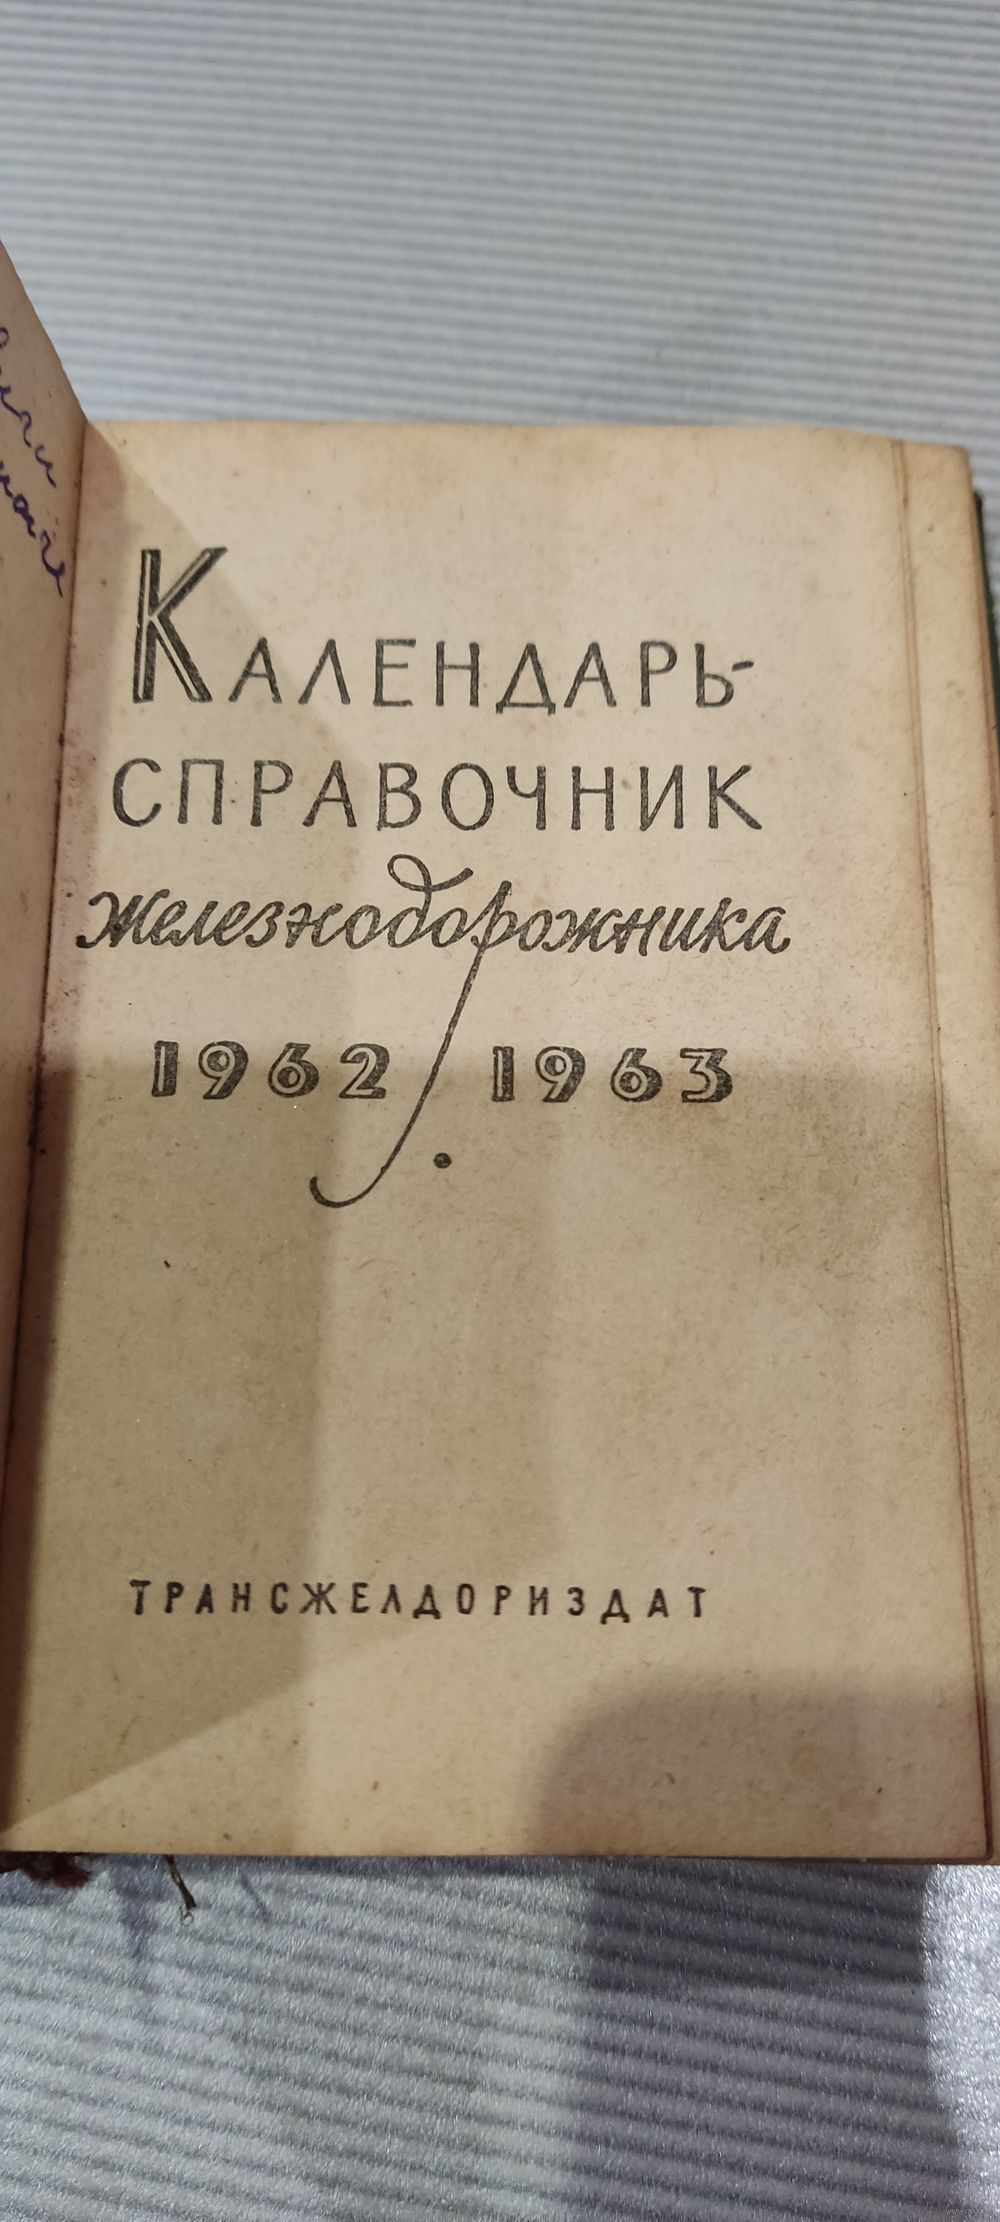 Календарь-
справочник
железнодорожника
1962 1963
ТРАНСЖЕЛДОРИЗДАТ